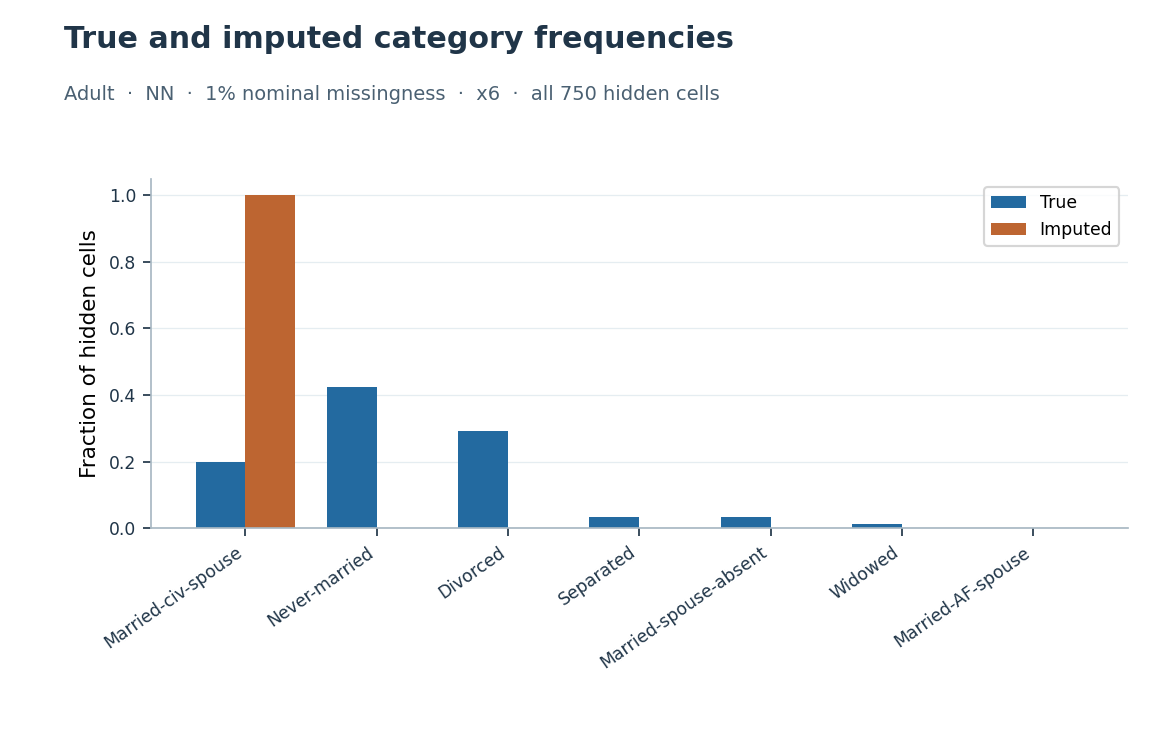 True and imputed category frequencies
Adult · NN · 1% nominal missingness · x6 · all 750 hidden cells
True
Imputed
Fraction of hidden cells
1.0
0.8
0.6
0.4
0.2
0.0
Married-civ-spouse
Never-married
Divorced
Separated
Married-spouse-absent
Widowed
Married-AF-spouse